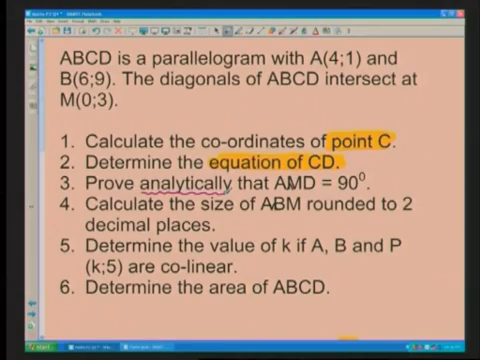 ABCD is a parallelogram with A(4;1) and
B(6;9). The diagonals of ABCD intersect at
M(0;3).
1. Calculate the co-ordinates of point C.
2. Determine the equation of CD.
3. Prove analytically that AMD = 90⁰.
4. Calculate the size of ABM rounded to 2
decimal places.
5. Determine the value of k if A, B and P
(k;5) are co-linear.
6. Determine the area of ABCD.